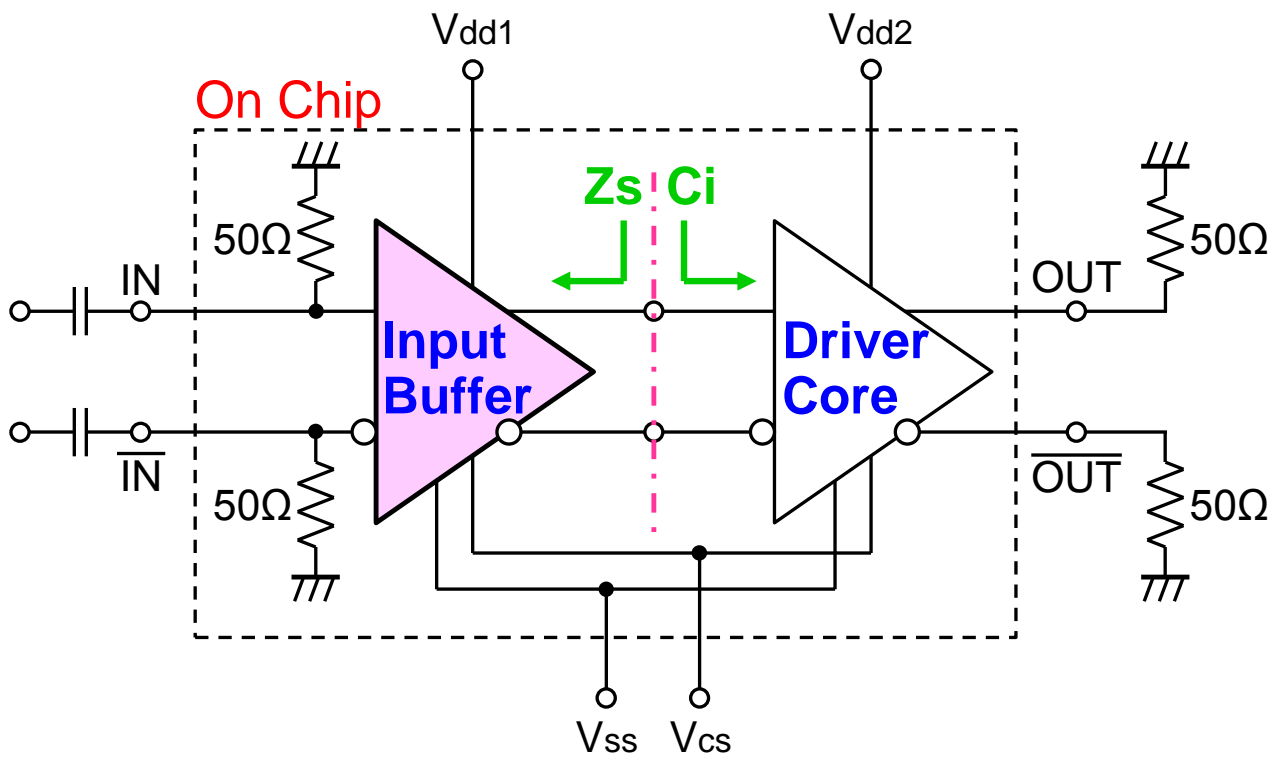 Vdd1
Vdd2
On Chip
Zs
Ci
50Ω
50Ω
IN
OUT
Input
Buffer
Driver
Core
IN
OUT
50Ω
50Ω
Vss
Vcs